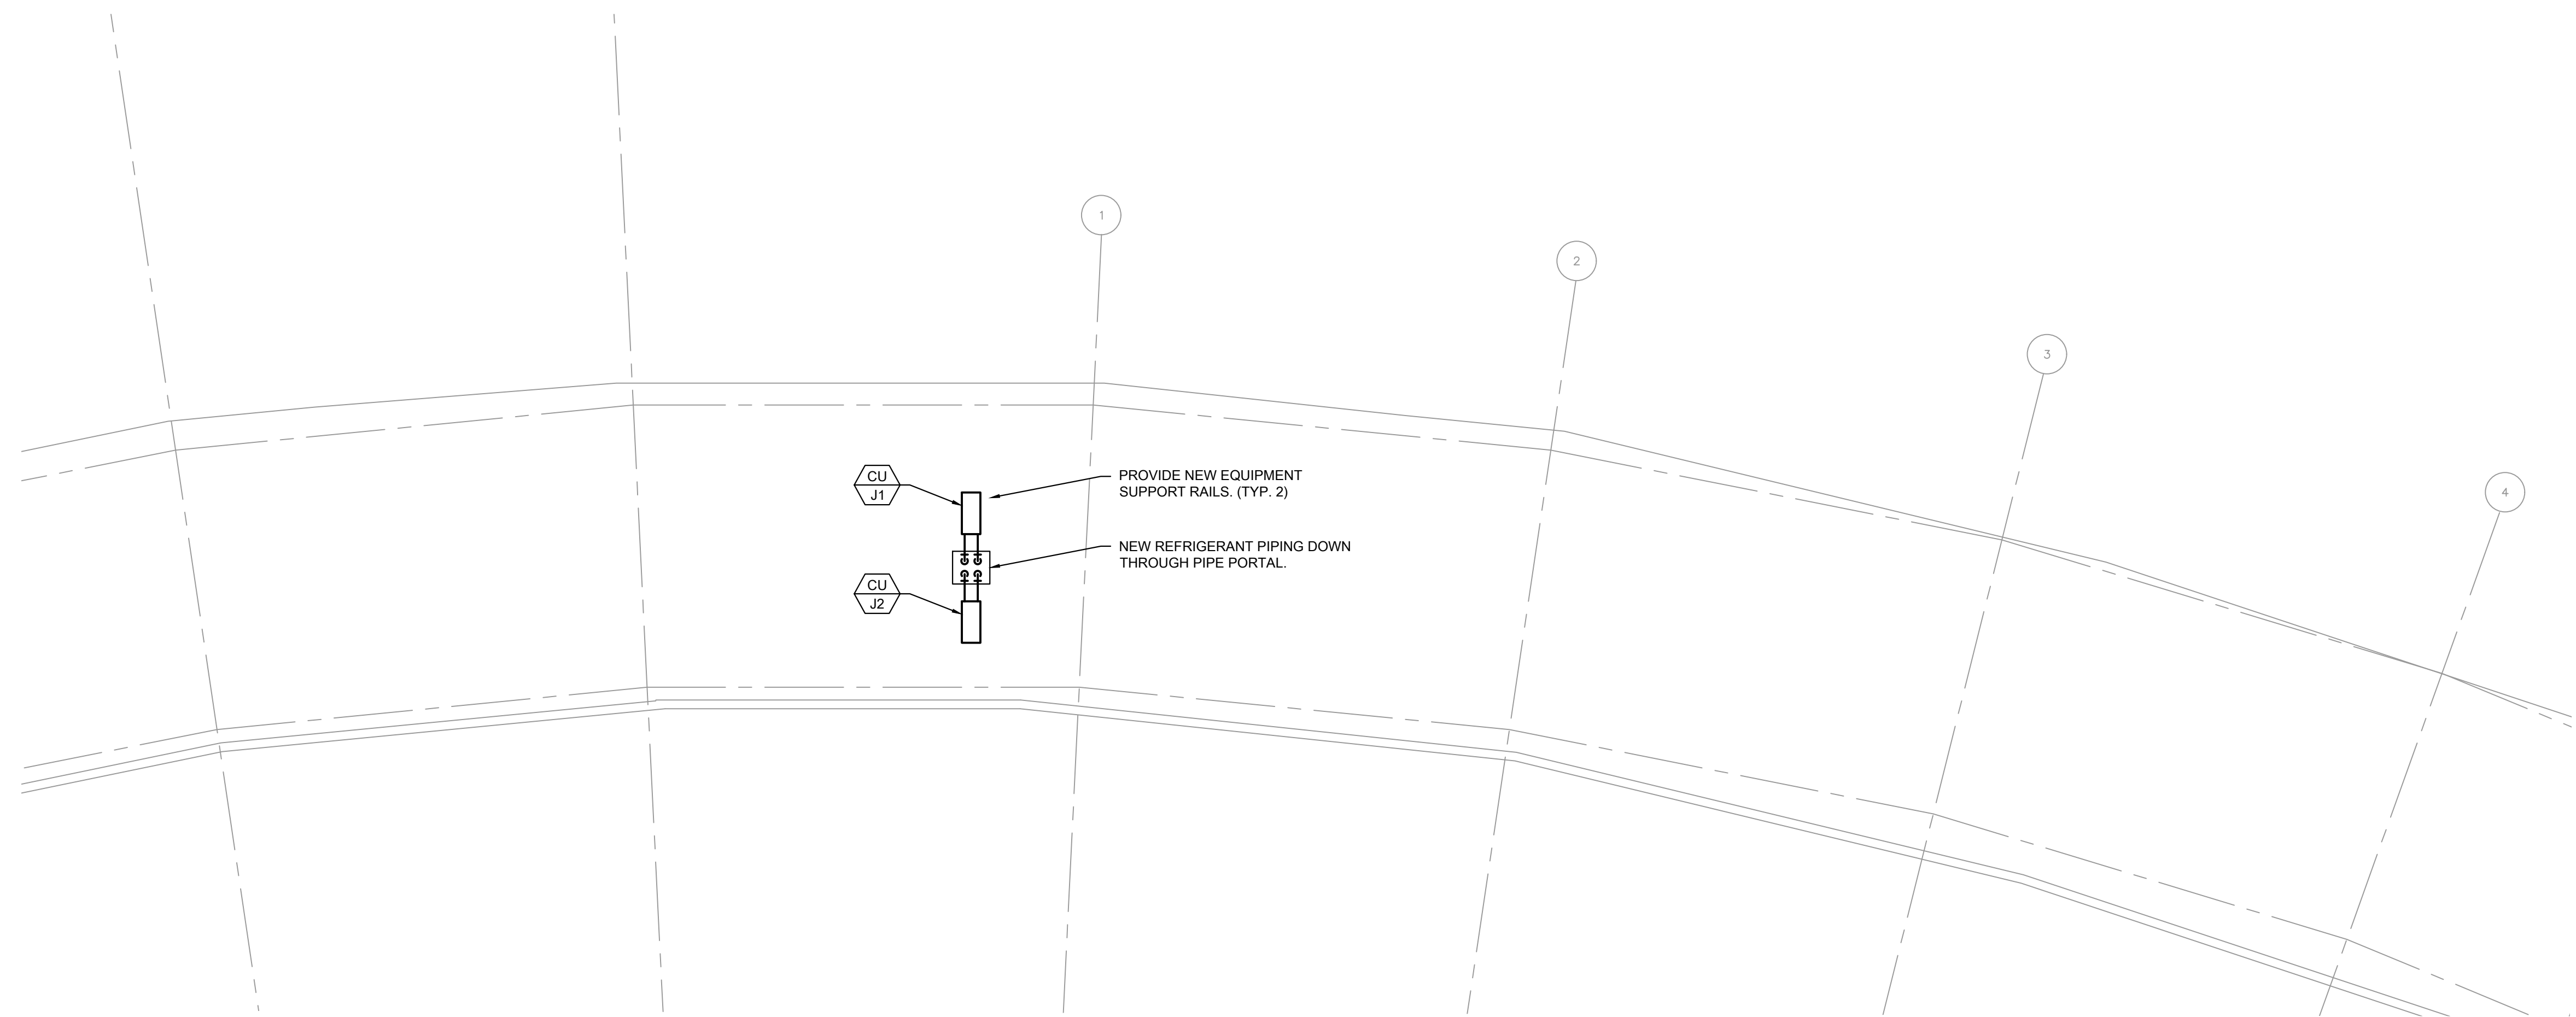 1
2
3
4
CU
J1
PROVIDE NEW EQUIPMENT
SUPPORT RAILS. (TYP. 2)
NEW REFRIGERANT PIPING DOWN
THROUGH PIPE PORTAL.
CU
J2